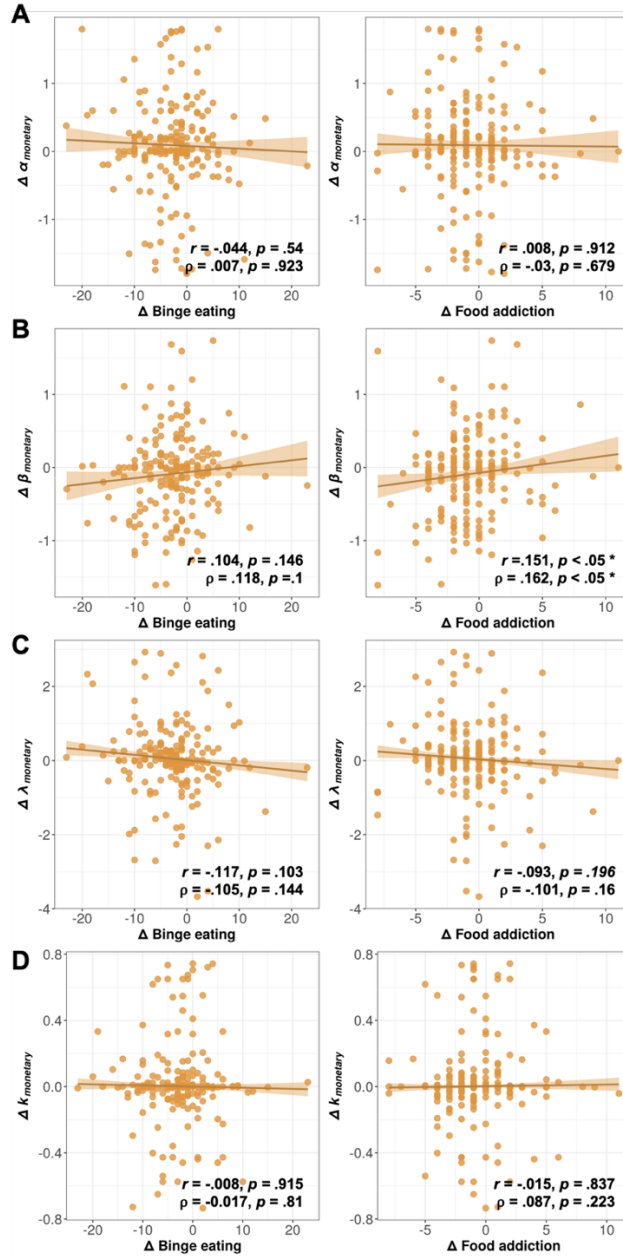 A
Δ α monetary
1
0
-1
r = -.044, p = .54
ρ = .007, p = .923
-20 -10 0 10 20
Δ Binge eating
Δ α monetary
1
0
-1
r = .008, p = .912
ρ = -.03, p = .679
-5 0 5 10
Δ Food addiction
B
Δ β monetary
1
0
-1
r = .104, p = .146
ρ = .118, p =.1
-20 -10 0 10 20
Δ Binge eating
Δ β monetary
1
0
-1
r =.151, p < .05 *
ρ = .162, p < .05 *
-5 0 5 10
Δ Food addiction
C
Δ λ monetary
2
0
-2
-4
r = -.117, p = .103
ρ = -.105, p = .144
-20 -10 0 10 20
Δ Binge eating
Δ λ monetary
2
0
-2
-4
r = -.093, p = .196
ρ = -.101, p = .16
-5 0 5 10
Δ Food addiction
D
Δ k monetary
0.8
0.4
0.0
-0.4
-0.8
r = -.008, p = .915
ρ = -0.017, p = .81
-20 -10 0 10 20
Δ Binge eating
Δ k monetary
0.8
0.4
0.0
-0.4
-0.8
r = -.015, p = .837
ρ = .087, p = .223
-5 0 5 10
Δ Food addiction